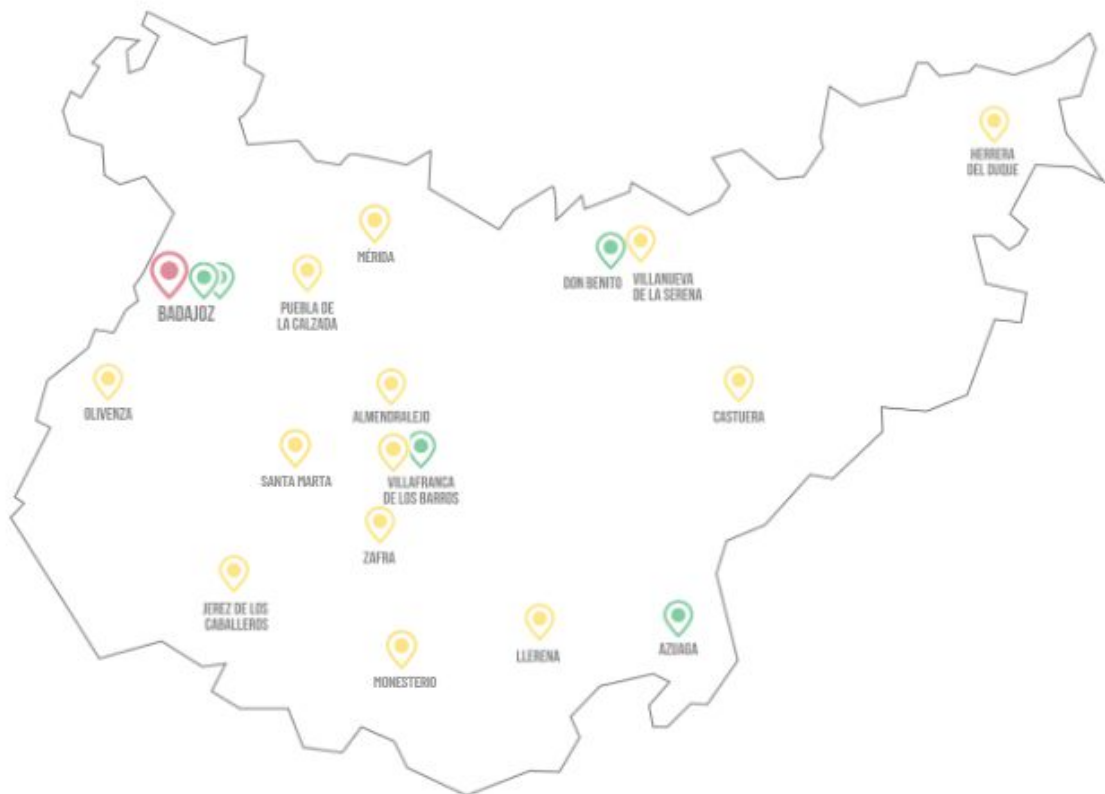 HERRERA
DEL DUQUE
MÉRIDA
DON BENITO
VILLANUEVA
DE LA SERENA
BADAJOZ
PUEBLA DE
LA CALZADA
OLIVENZA
ALMENDRALEJO
CASTUERA
SANTA MARTA
VILLAFRANCA
DE LOS BARROS
ZAFRA
JEREZ DE LOS
CABALLEROS
LLERENA
AZUAGA
MONESTERIO